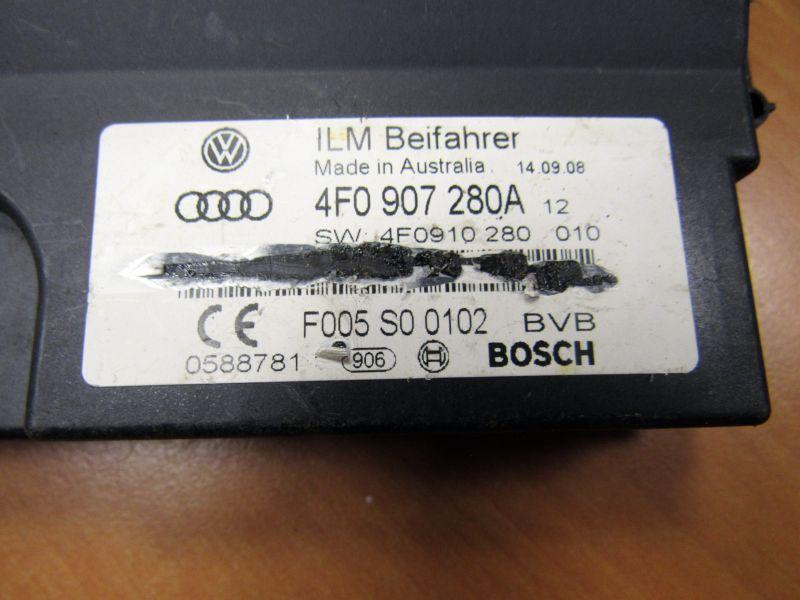 ILM Beifahrer
Made in Australia 14.09.08
4F0 907 280A 12
SW: 4F0910 280 010
CE F005 S0 0102 BVB
0588781 906 BOSCH